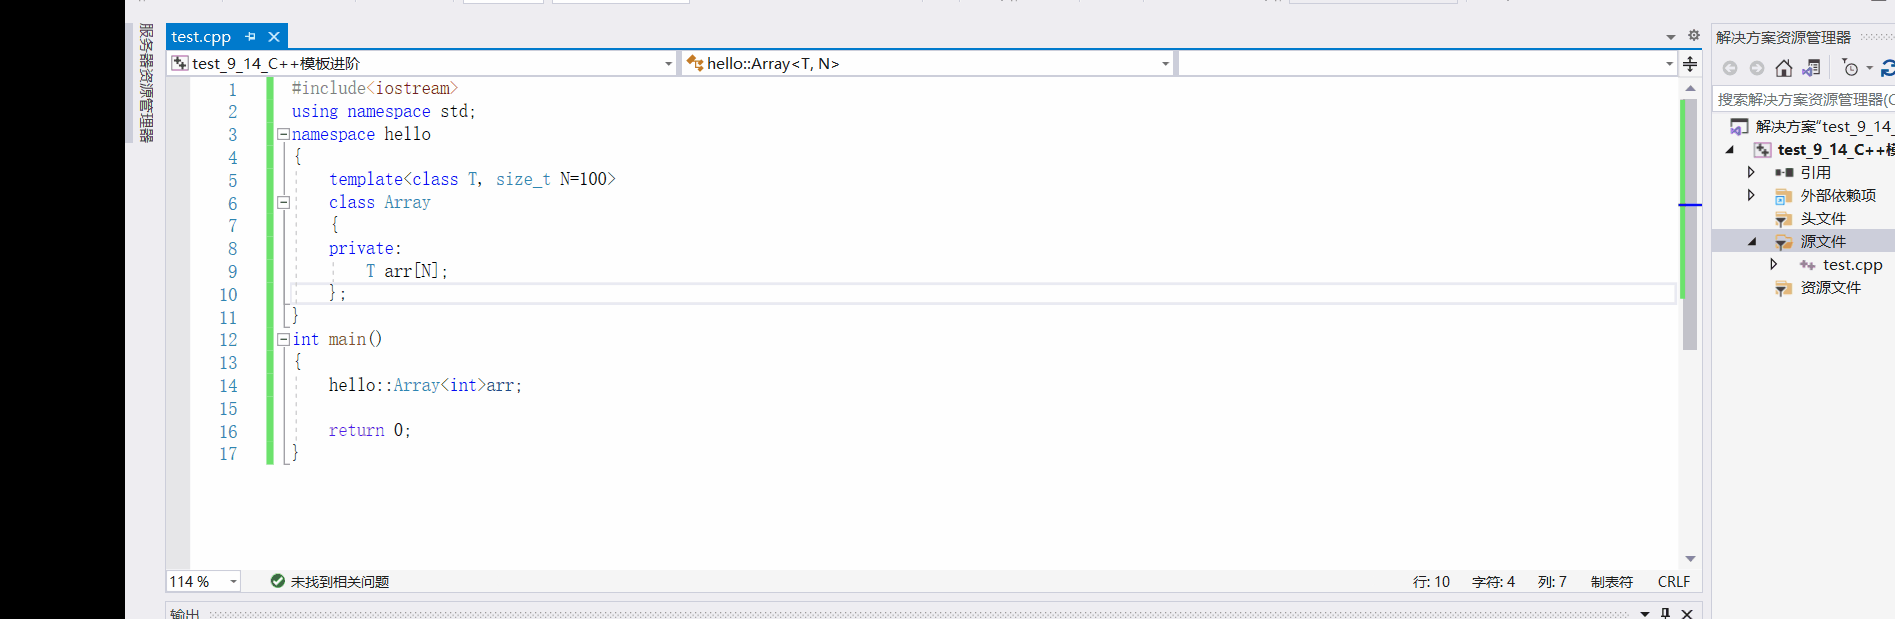 服务器资源管理器
test.cpp
test_9_14_C++模板进阶
hello::Array<T, N>
1 #include<iostream>
2 using namespace std;
3 namespace hello
4 {
5 template<class T, size_t N=100>
6 class Array
7 {
8 private:
9 T arr[N];
10 };
11 }
12 int main()
13 {
14 hello::Array<int>arr;
15
16 return 0;
17 }
114 %
未找到相关问题
行: 10 字符: 4 列: 7 制表符 CRLF
输出
解决方案资源管理器
搜索解决方案资源管理器(C
解决方案"test_9_14_
test_9_14_C++模
引用
外部依赖项
头文件
源文件
test.cpp
资源文件